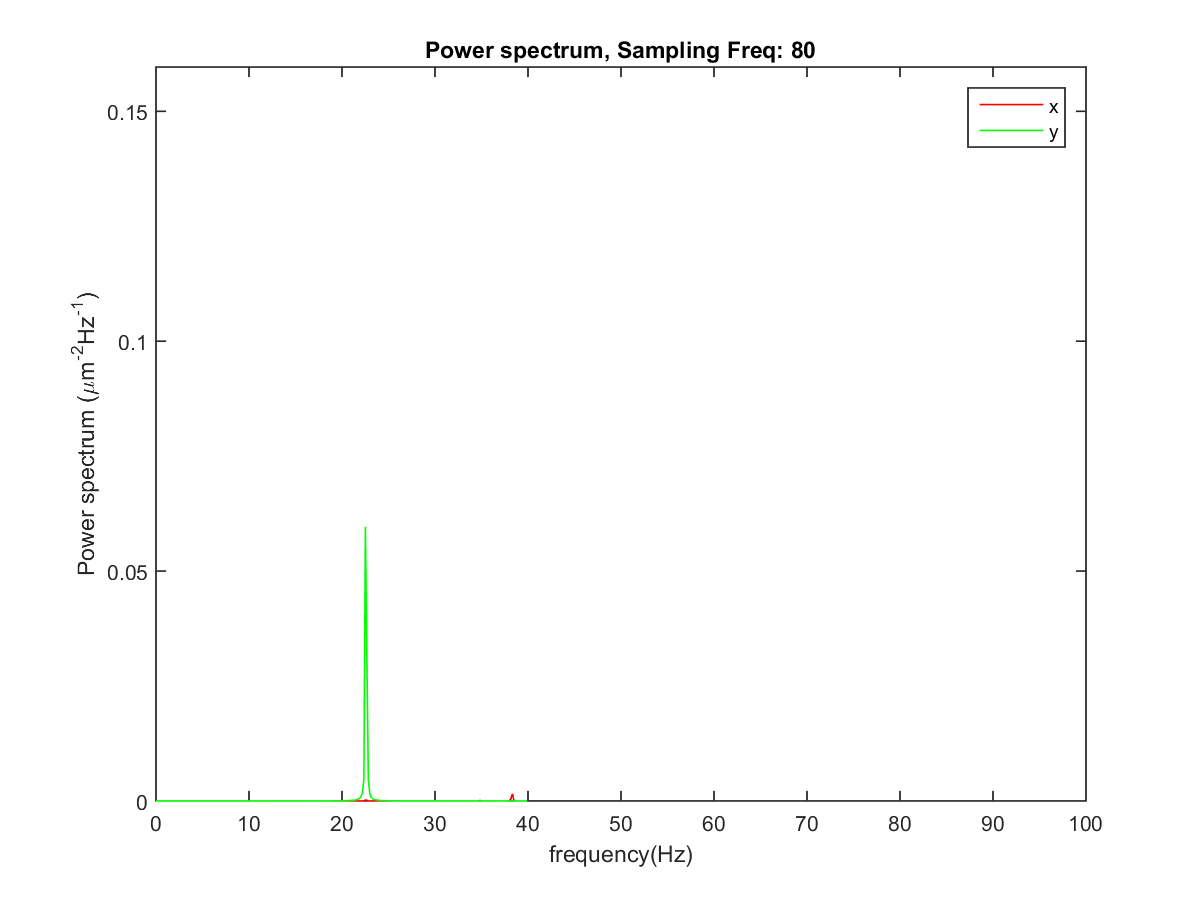 Power spectrum, Sampling Freq: 80
x
y
0.15
0.1
0.05
0
Power spectrum (μm⁻²Hz⁻¹)
0 10 20 30 40 50 60 70 80 90 100
frequency(Hz)